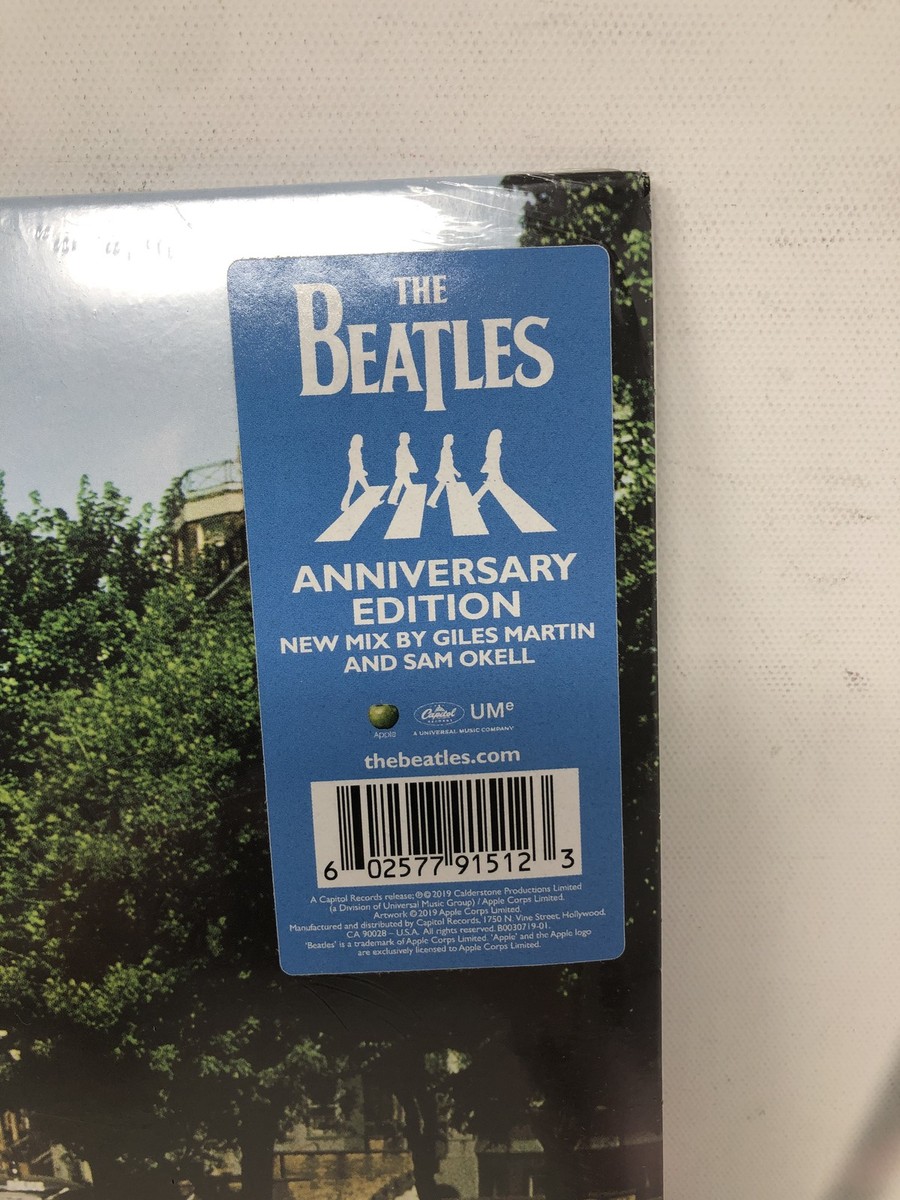 THE
BEATLES
ANNIVERSARY
EDITION
NEW MIX BY GILES MARTIN
AND SAM OKELL
Apple
Capitol
RECORDS
UMe
A UNIVERSAL MUSIC COMPANY
thebeatles.com
6 02577 91512 3
A Capitol Records release; ℗©2019 Calderstone Productions Limited
(a Division of Universal Music Group) / Apple Corps Limited.
Artwork ©2019 Apple Corps Limited.
Manufactured and distributed by Capitol Records, 1750 N. Vine Street, Hollywood,
CA 90028 – U.S.A. All rights reserved. B0030719-01.
'Beatles' is a trademark of Apple Corps Limited. 'Apple' and the Apple logo
are exclusively licensed to Apple Corps Limited.